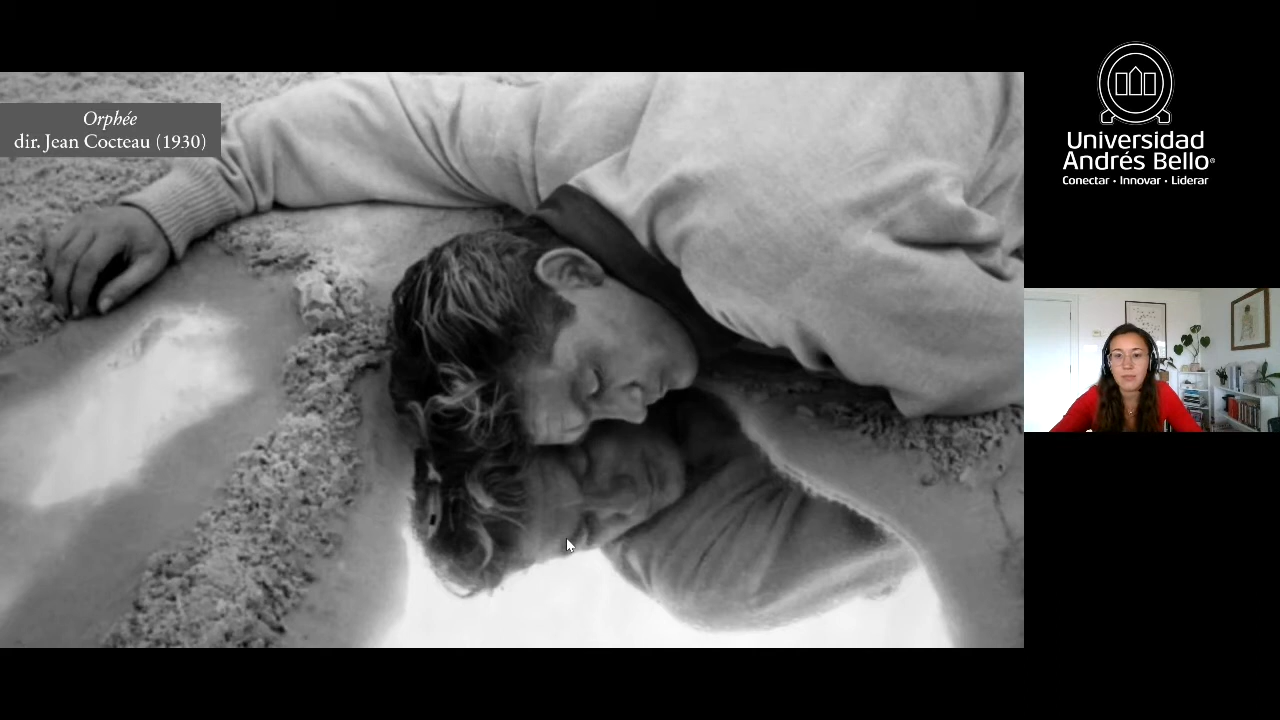 Orphée
dir. Jean Cocteau (1930)
Universidad
Andrés Bello®
Conectar • Innovar • Liderar